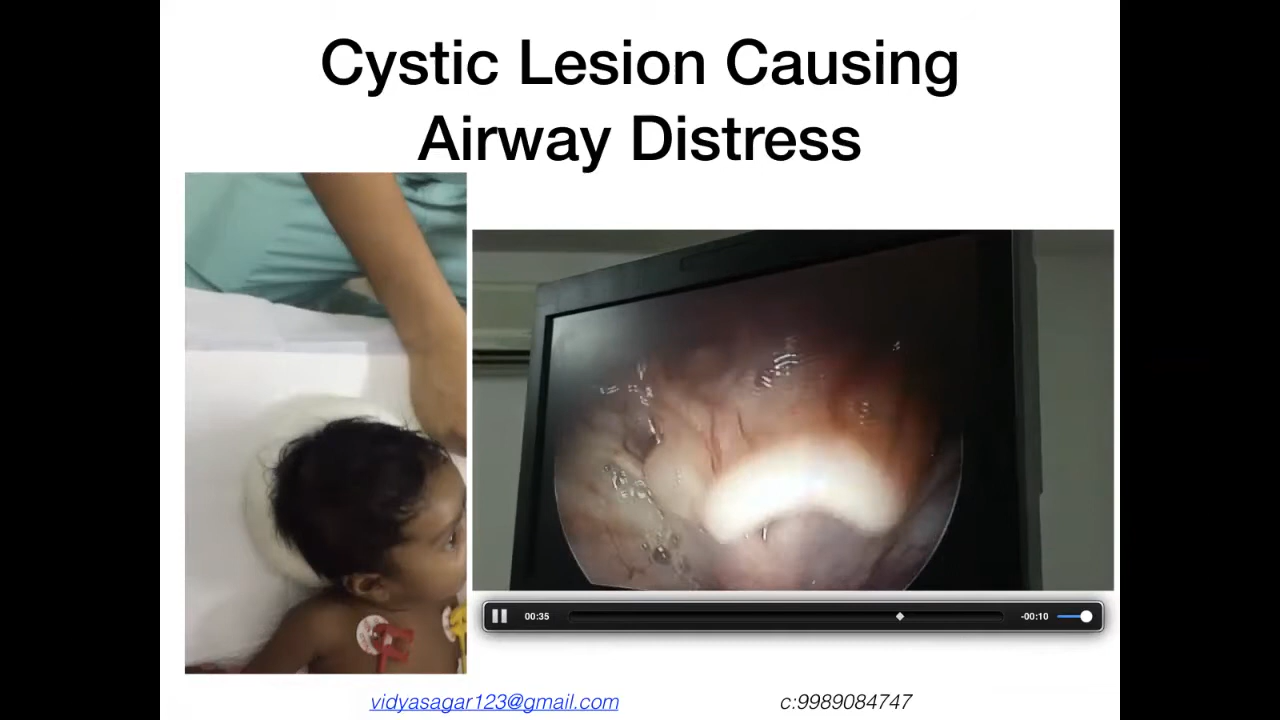 Cystic Lesion Causing
Airway Distress
00:35
-00:10
vidyasagar123@gmail.com
c:9989084747